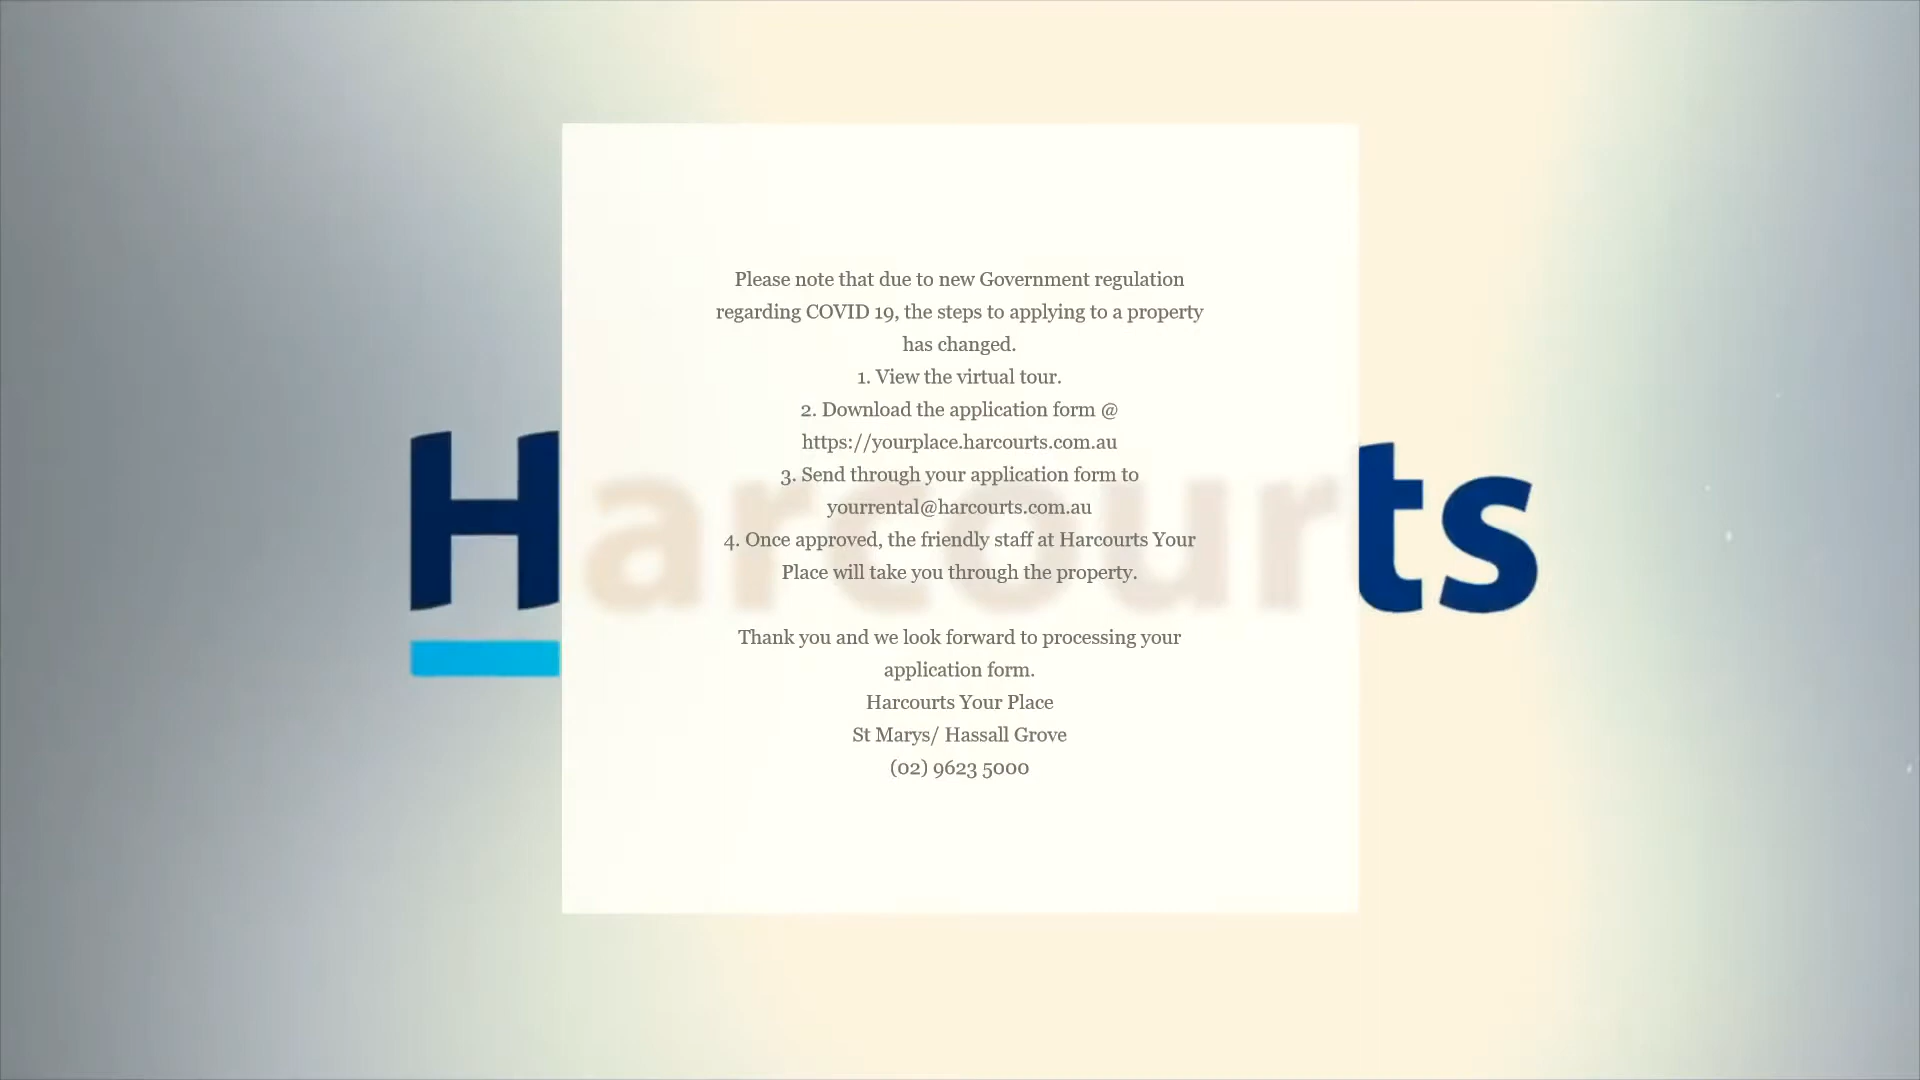 Please note that due to new Government regulation
regarding COVID 19, the steps to applying to a property
has changed.
1. View the virtual tour.
2. Download the application form @
https://yourplace.harcourts.com.au
3. Send through your application form to
yourrental@harcourts.com.au
4. Once approved, the friendly staff at Harcourts Your
Place will take you through the property.
Thank you and we look forward to processing your
application form.
Harcourts Your Place
St Marys/ Hassall Grove
(02) 9623 5000
Harcourts